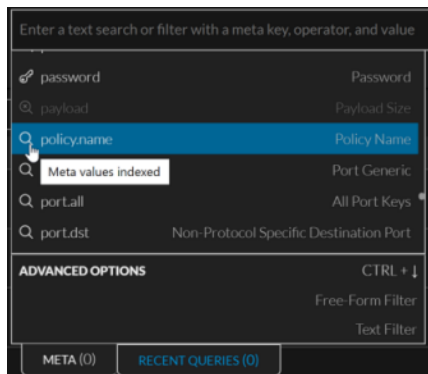 Enter a text search or filter with a meta key, operator, and value
password Password
payload Payload Size
policy.name Policy Name
Meta values indexed Port Generic
port.all All Port Keys
port.dst Non-Protocol Specific Destination Port
ADVANCED OPTIONS CTRL + ↓
Free-Form Filter
Text Filter
META (0) RECENT QUERIES (0)